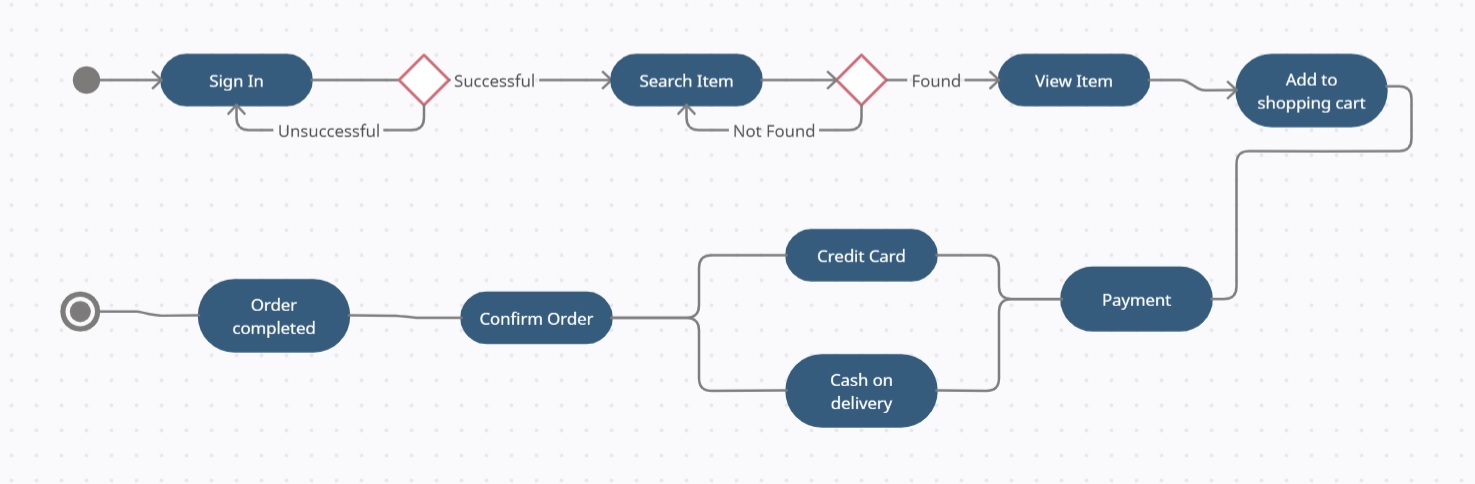 Sign In
Successful
Search Item
Found
View Item
Add to
shopping cart
Unsuccessful
Not Found
Credit Card
Order
completed
Confirm Order
Payment
Cash on
delivery